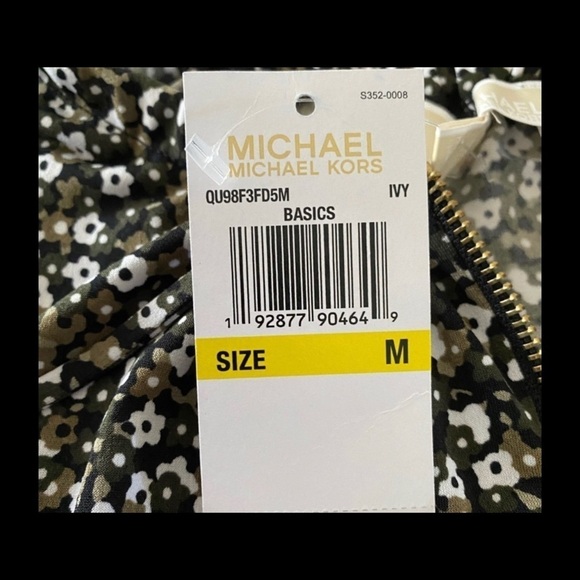 S352-0008
MICHAEL
MICHAEL KORS
QU98F3FD5M IVY
BASICS
1 92877 90464 9
SIZE M